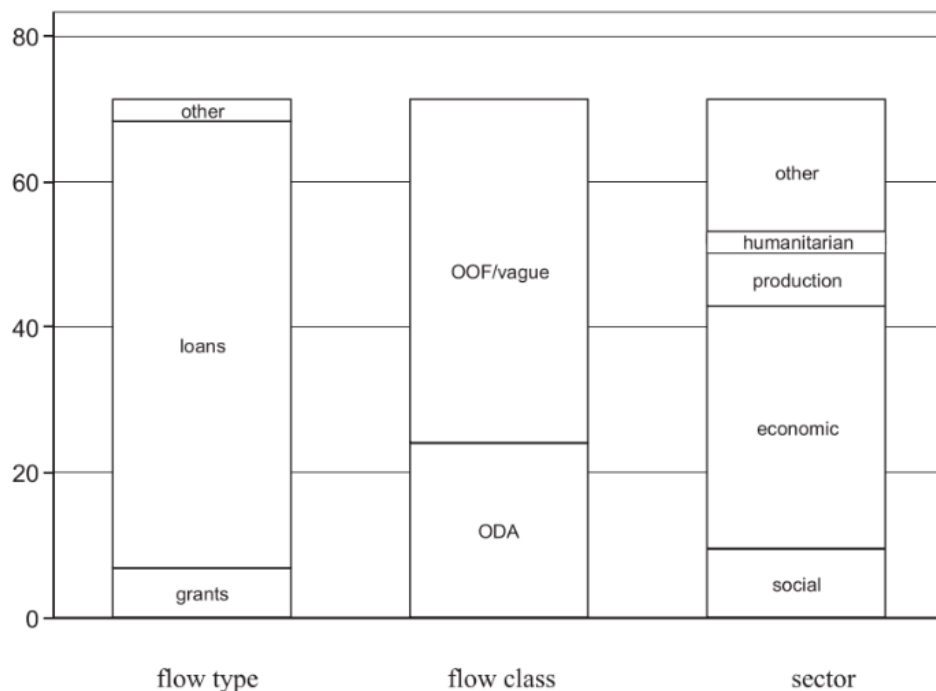 80
60
40
20
0
other
loans
grants
OOF/vague
ODA
other
humanitarian
production
economic
social
flow type
flow class
sector